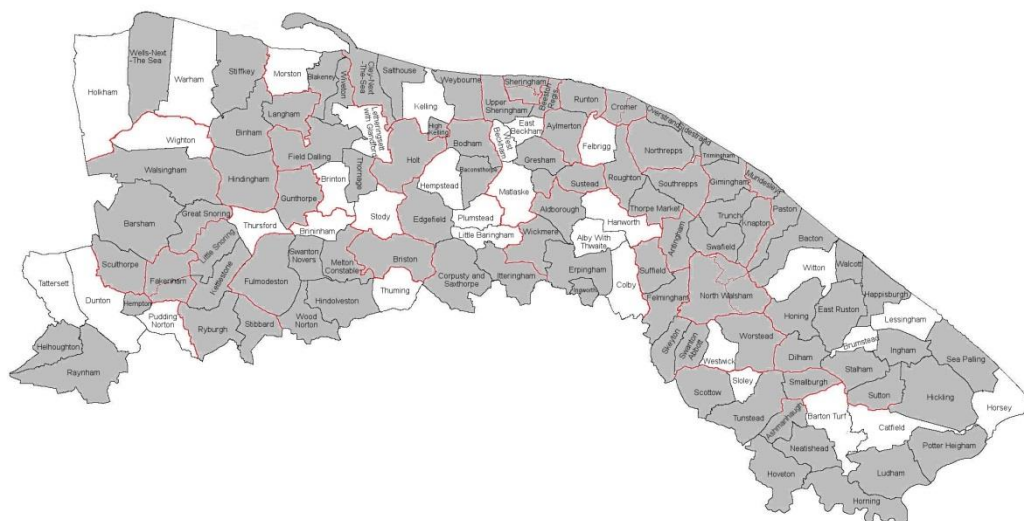 Wells-Next
-The Sea
Holkham
Warham
Stiffkey
Morston
Blakeney
Wiveton
Cley-Next
-The-Sea
Salthouse
Kelling
Weybourne
Sheringham
Upper
Sheringham
Beeston
Regis
Runton
Cromer
Overstrand
Sidestrand
Wighton
Binham
Langham
Letheringsett
with Glandford
High
Kelling
Bodham
West
Beckham
East
Beckham
Aylmerton
Felbrigg
Northrepps
Trimingham
Mundesley
Walsingham
Hindringham
Field Dalling
Gunthorpe
Brinton
Thornage
Holt
Hempstead
Baconsthorpe
Matlaske
Gresham
Sustead
Roughton
Southrepps
Gimingham
Barsham
Great Snoring
Thursford
Brininham
Stody
Edgefield
Plumstead
Little Baringham
Wickmere
Aldborough
Alby With
Thwaite
Hanworth
Thorpe Market
Antingham
Trunch
Knapton
Paston
Swafield
Bacton
Sculthorpe
Fakenham
Little Snoring
Kettlestone
Fulmodeston
Swanton
Novers
Melton
Constable
Briston
Corpusty and
Saxthorpe
Itteringham
Erpingham
Ingworth
Colby
Suffield
Felmingham
North Walsham
Witton
Walcott
Happisburgh
Tattersett
Dunton
Hempton
Pudding
Norton
Ryburgh
Stibbard
Wood
Norton
Hindolveston
Thurning
Skeyton
Swanton
Abbott
Westwick
Worstead
Honing
East Ruston
Lessingham
Brumstead
Ingham
Sea Palling
Helhoughton
Raynham
Scottow
Sloley
Dilham
Smallburgh
Stalham
Sutton
Hickling
Horsey
Tunstead
Ashmanhaugh
Barton Turf
Catfield
Neatishead
Hoveton
Ludham
Potter Heigham
Horning